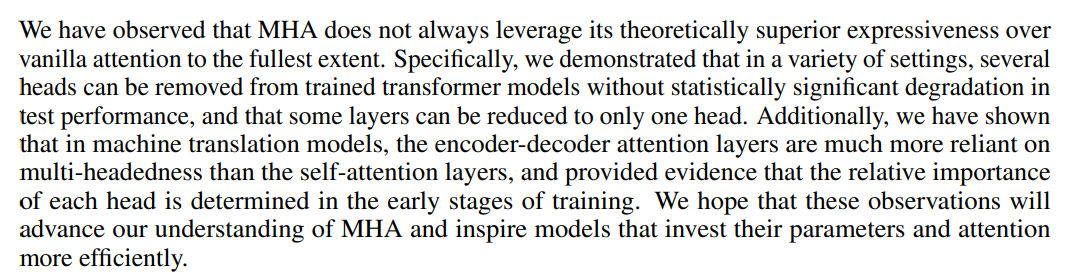 We have observed that MHA does not always leverage its theoretically superior expressiveness over
vanilla attention to the fullest extent. Specifically, we demonstrated that in a variety of settings, several
heads can be removed from trained transformer models without statistically significant degradation in
test performance, and that some layers can be reduced to only one head. Additionally, we have shown
that in machine translation models, the encoder-decoder attention layers are much more reliant on
multi-headedness than the self-attention layers, and provided evidence that the relative importance
of each head is determined in the early stages of training. We hope that these observations will
advance our understanding of MHA and inspire models that invest their parameters and attention
more efficiently.